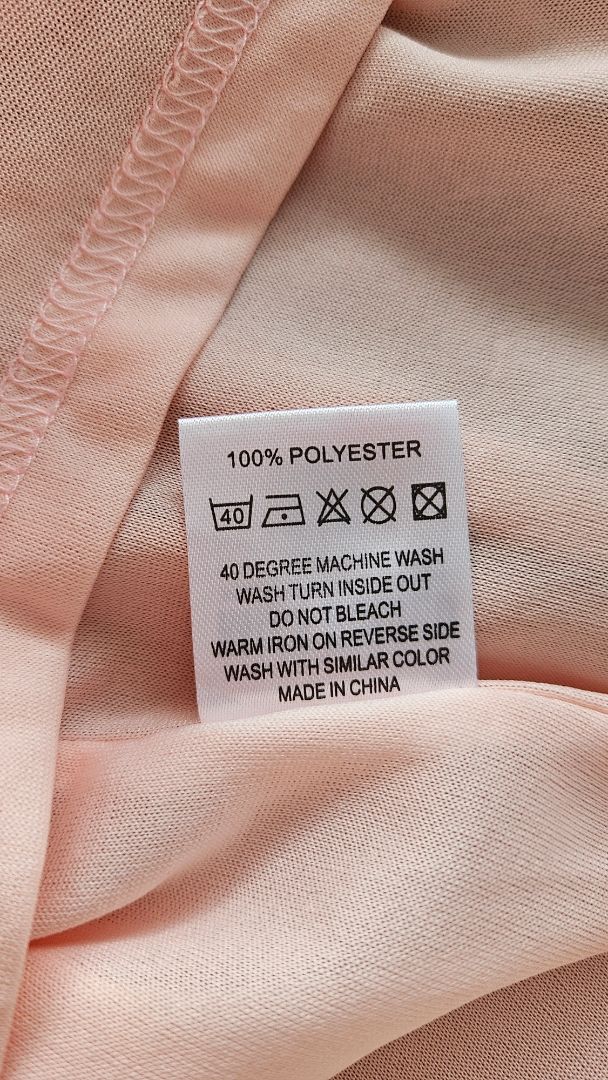 100% POLYESTER
40
40 DEGREE MACHINE WASH
WASH TURN INSIDE OUT
DO NOT BLEACH
WARM IRON ON REVERSE SIDE
WASH WITH SIMILAR COLOR
MADE IN CHINA